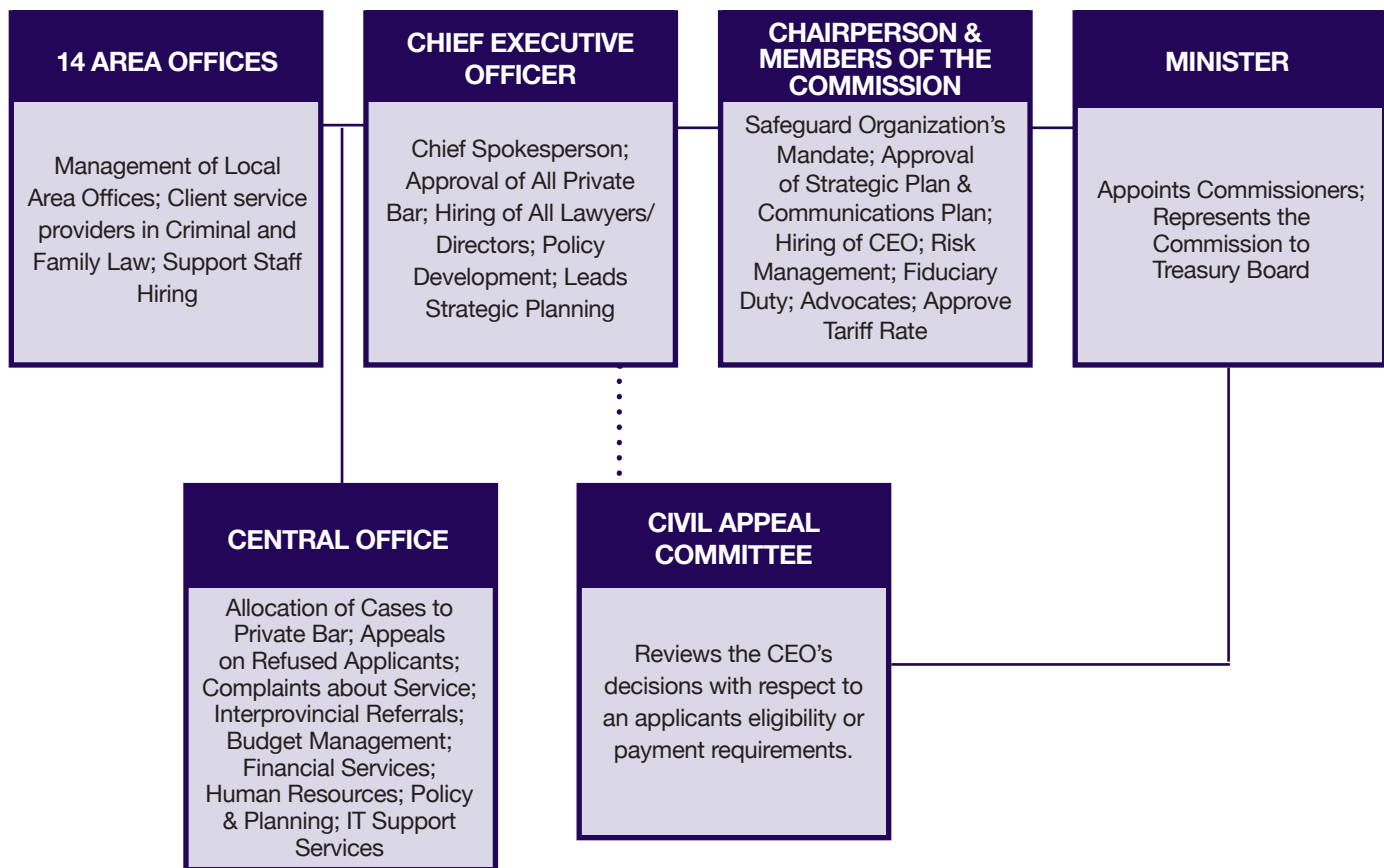 14 AREA OFFICES
Management of Local
Area Offices; Client service
providers in Criminal and
Family Law; Support Staff
Hiring
CHIEF EXECUTIVE
OFFICER
Chief Spokesperson;
Approval of All Private
Bar; Hiring of All Lawyers/
Directors; Policy
Development; Leads
Strategic Planning
CHAIRPERSON &
MEMBERS OF THE
COMMISSION
Safeguard Organization’s
Mandate; Approval
of Strategic Plan &
Communications Plan;
Hiring of CEO; Risk
Management; Fiduciary
Duty; Advocates; Approve
Tariff Rate
MINISTER
Appoints Commissioners;
Represents the
Commission to
Treasury Board
CENTRAL OFFICE
Allocation of Cases to
Private Bar; Appeals
on Refused Applicants;
Complaints about Service;
Interprovincial Referrals;
Budget Management;
Financial Services;
Human Resources; Policy
& Planning; IT Support
Services
CIVIL APPEAL
COMMITTEE
Reviews the CEO’s
decisions with respect to
an applicants eligibility or
payment requirements.